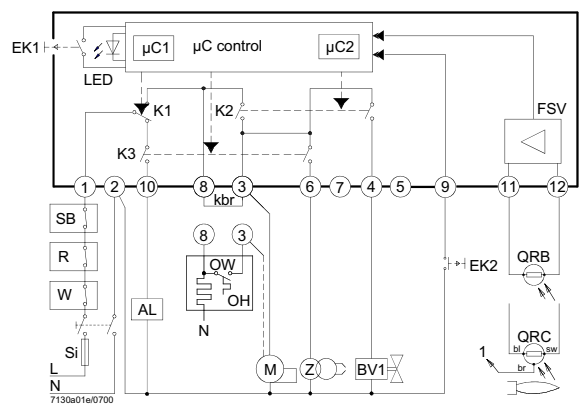 µC1 µC control µC2
EK1
LED
FSV
K1 K2
K3
1 2 10 8 3 6 7 4 5 9 11 12
kbr
SB
8 3
R
OW
OH
EK2
QRB
W
N
AL
QRC
bl sw
br
1
Si
L
N
M Z BV1
7130a01e/0700